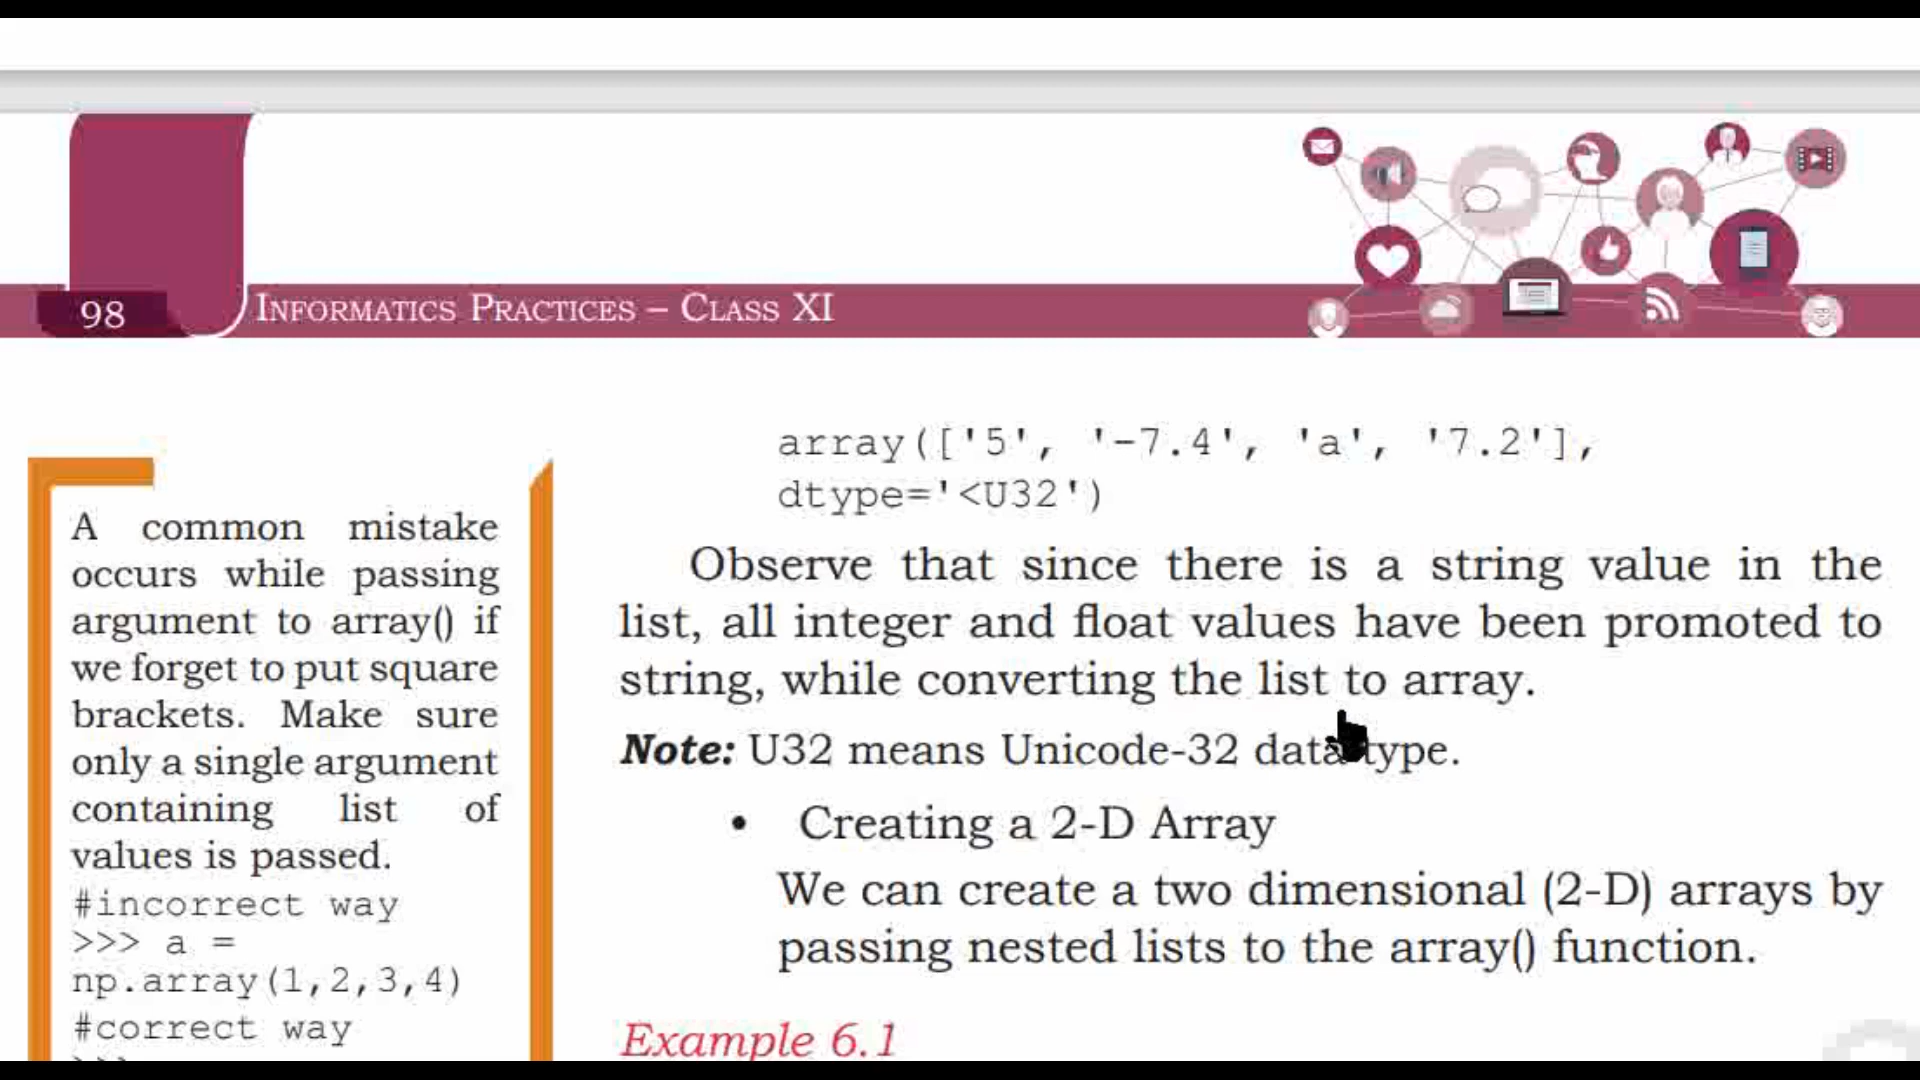 98
INFORMATICS PRACTICES – CLASS XI
A common mistake
occurs while passing
argument to array() if
we forget to put square
brackets. Make sure
only a single argument
containing list of
values is passed.
#incorrect way
>>> a =
np.array(1,2,3,4)
#correct way
>>>
array(['5', '-7.4', 'a', '7.2'],
dtype='<U32')
Observe that since there is a string value in the
list, all integer and float values have been promoted to
string, while converting the list to array.
Note: U32 means Unicode-32 data type.
• Creating a 2-D Array
We can create a two dimensional (2-D) arrays by
passing nested lists to the array() function.
Example 6.1